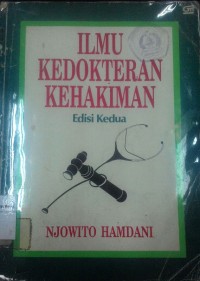 ILMU
KEDOKTERAN
KEHAKIMAN
Edisi Kedua
NJOWITO HAMDANI